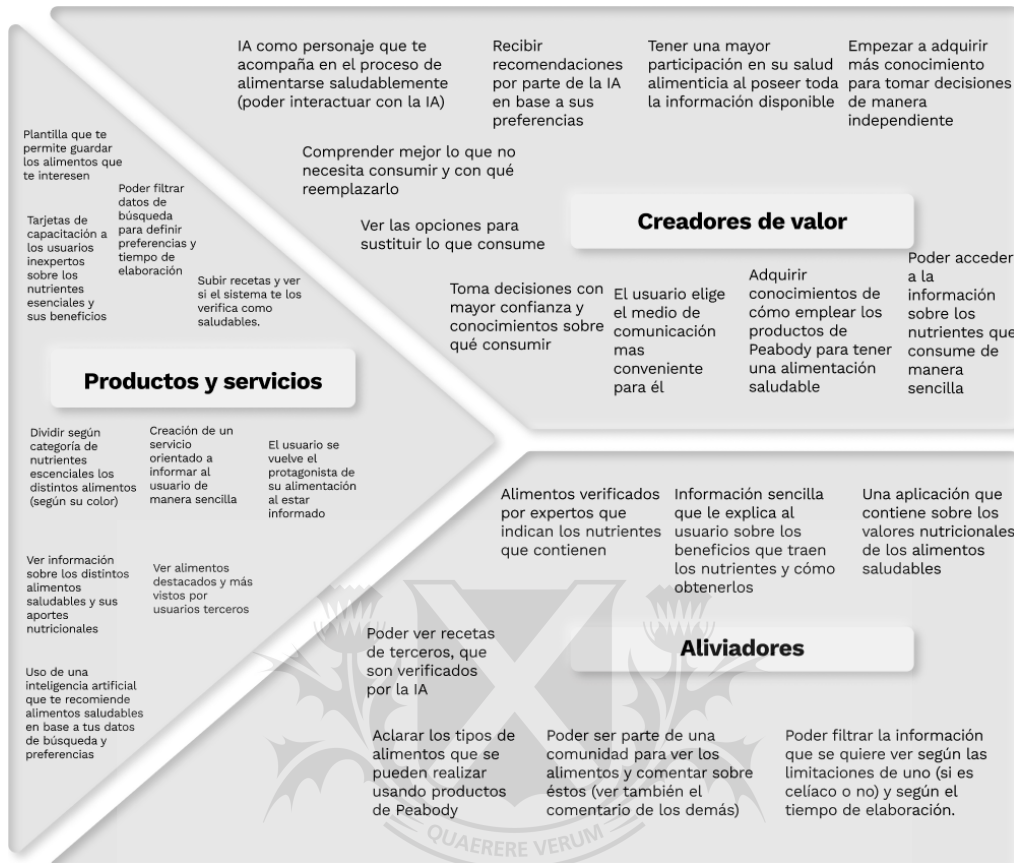 IA como personaje que te
acompaña en el proceso de
alimentarse saludablemente
(poder interactuar con la IA)
Recibir
recomendaciones
por parte de la IA
en base a sus
preferencias
Tener una mayor
participación en su salud
alimenticia al poseer toda
la información disponible
Empezar a adquirir
más conocimiento
para tomar decisiones
de manera
independiente
Comprender mejor lo que no
necesita consumir y con qué
reemplazarlo
Ver las opciones para
sustituir lo que consume
Creadores de valor
Toma decisiones con
mayor confianza y
conocimientos sobre
qué consumir
El usuario elige
el medio de
comunicación
mas
conveniente
para él
Adquirir
conocimientos de
cómo emplear los
productos de
Peabody para tener
una alimentación
saludable
Poder acceder
a la
información
sobre los
nutrientes que
consume de
manera
sencilla
Plantilla que te
permite guardar
los alimentos que
te interesen
Poder filtrar
datos de
búsqueda
para definir
preferencias y
tiempo de
elaboración
Tarjetas de
capacitación a
los usuarios
inexpertos
sobre los
nutrientes
esenciales y
sus beneficios
Subir recetas y ver
si el sistema te los
verifica como
saludables.
Productos y servicios
Dividir según
categoría de
nutrientes
escenciales los
distintos alimentos
(según su color)
Creación de un
servicio
orientado a
informar al
usuario de
manera sencilla
El usuario se
vuelve el
protagonista de
su alimentación
al estar
informado
Ver información
sobre los distintos
alimentos
saludables y sus
aportes
nutricionales
Ver alimentos
destacados y más
vistos por
usuarios terceros
Uso de una
inteligencia artificial
que te recomiende
alimentos saludables
en base a tus datos
de búsqueda y
preferencias
Alimentos verificados
por expertos que
indican los nutrientes
que contienen
Información sencilla
que le explica al
usuario sobre los
beneficios que traen
los nutrientes y cómo
obtenerlos
Una aplicación que
contiene sobre los
valores nutricionales
de los alimentos
saludables
Aliviadores
Poder ver recetas
de terceros, que
son verificados
por la IA
Aclarar los tipos de
alimentos que se
pueden realizar
usando productos
de Peabody
Poder ser parte de una
comunidad para ver los
alimentos y comentar sobre
éstos (ver también el
comentario de los demás)
Poder filtrar la información
que se quiere ver según las
limitaciones de uno (si es
celíaco o no) y según el
tiempo de elaboración.
QUAERERE VERUM